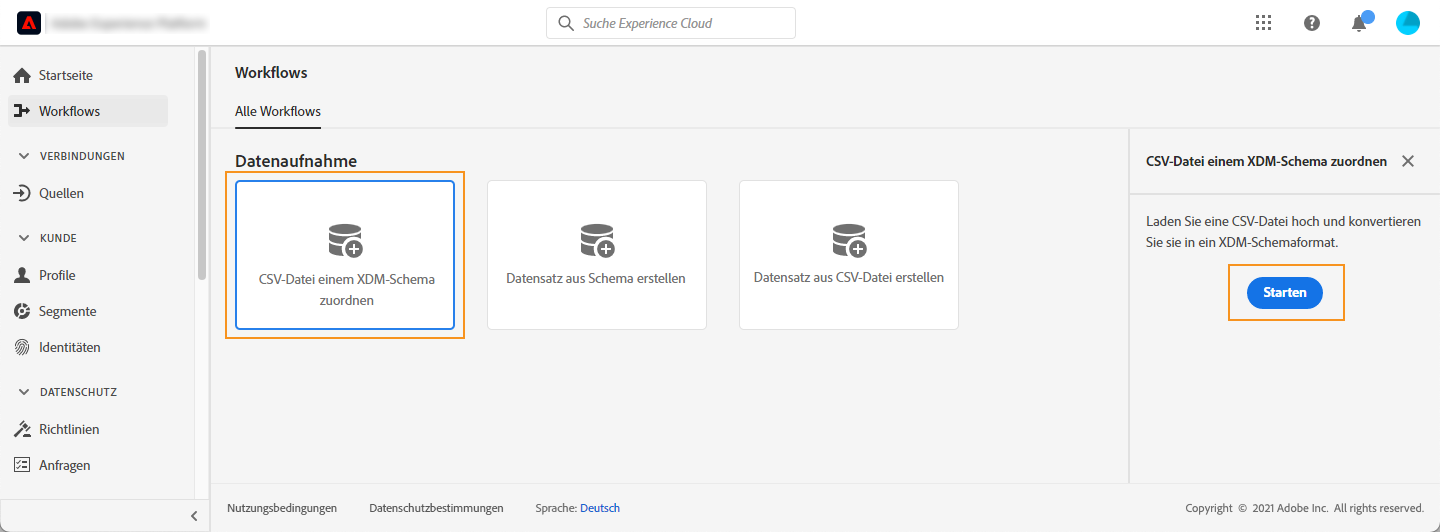 Suche Experience Cloud
Startseite
Workflows
VERBINDUNGEN
Quellen
KUNDE
Profile
Segmente
Identitäten
DATENSCHUTZ
Richtlinien
Anfragen
Workflows
Alle Workflows
Datenaufnahme
CSV-Datei einem XDM-Schema
zuordnen
Datensatz aus Schema erstellen
Datensatz aus CSV-Datei erstellen
CSV-Datei einem XDM-Schema zuordnen
Laden Sie eine CSV-Datei hoch und konvertieren
Sie sie in ein XDM-Schemaformat.
Starten
Nutzungsbedingungen Datenschutzbestimmungen Sprache: Deutsch Copyright © 2021 Adobe Inc. All rights reserved.